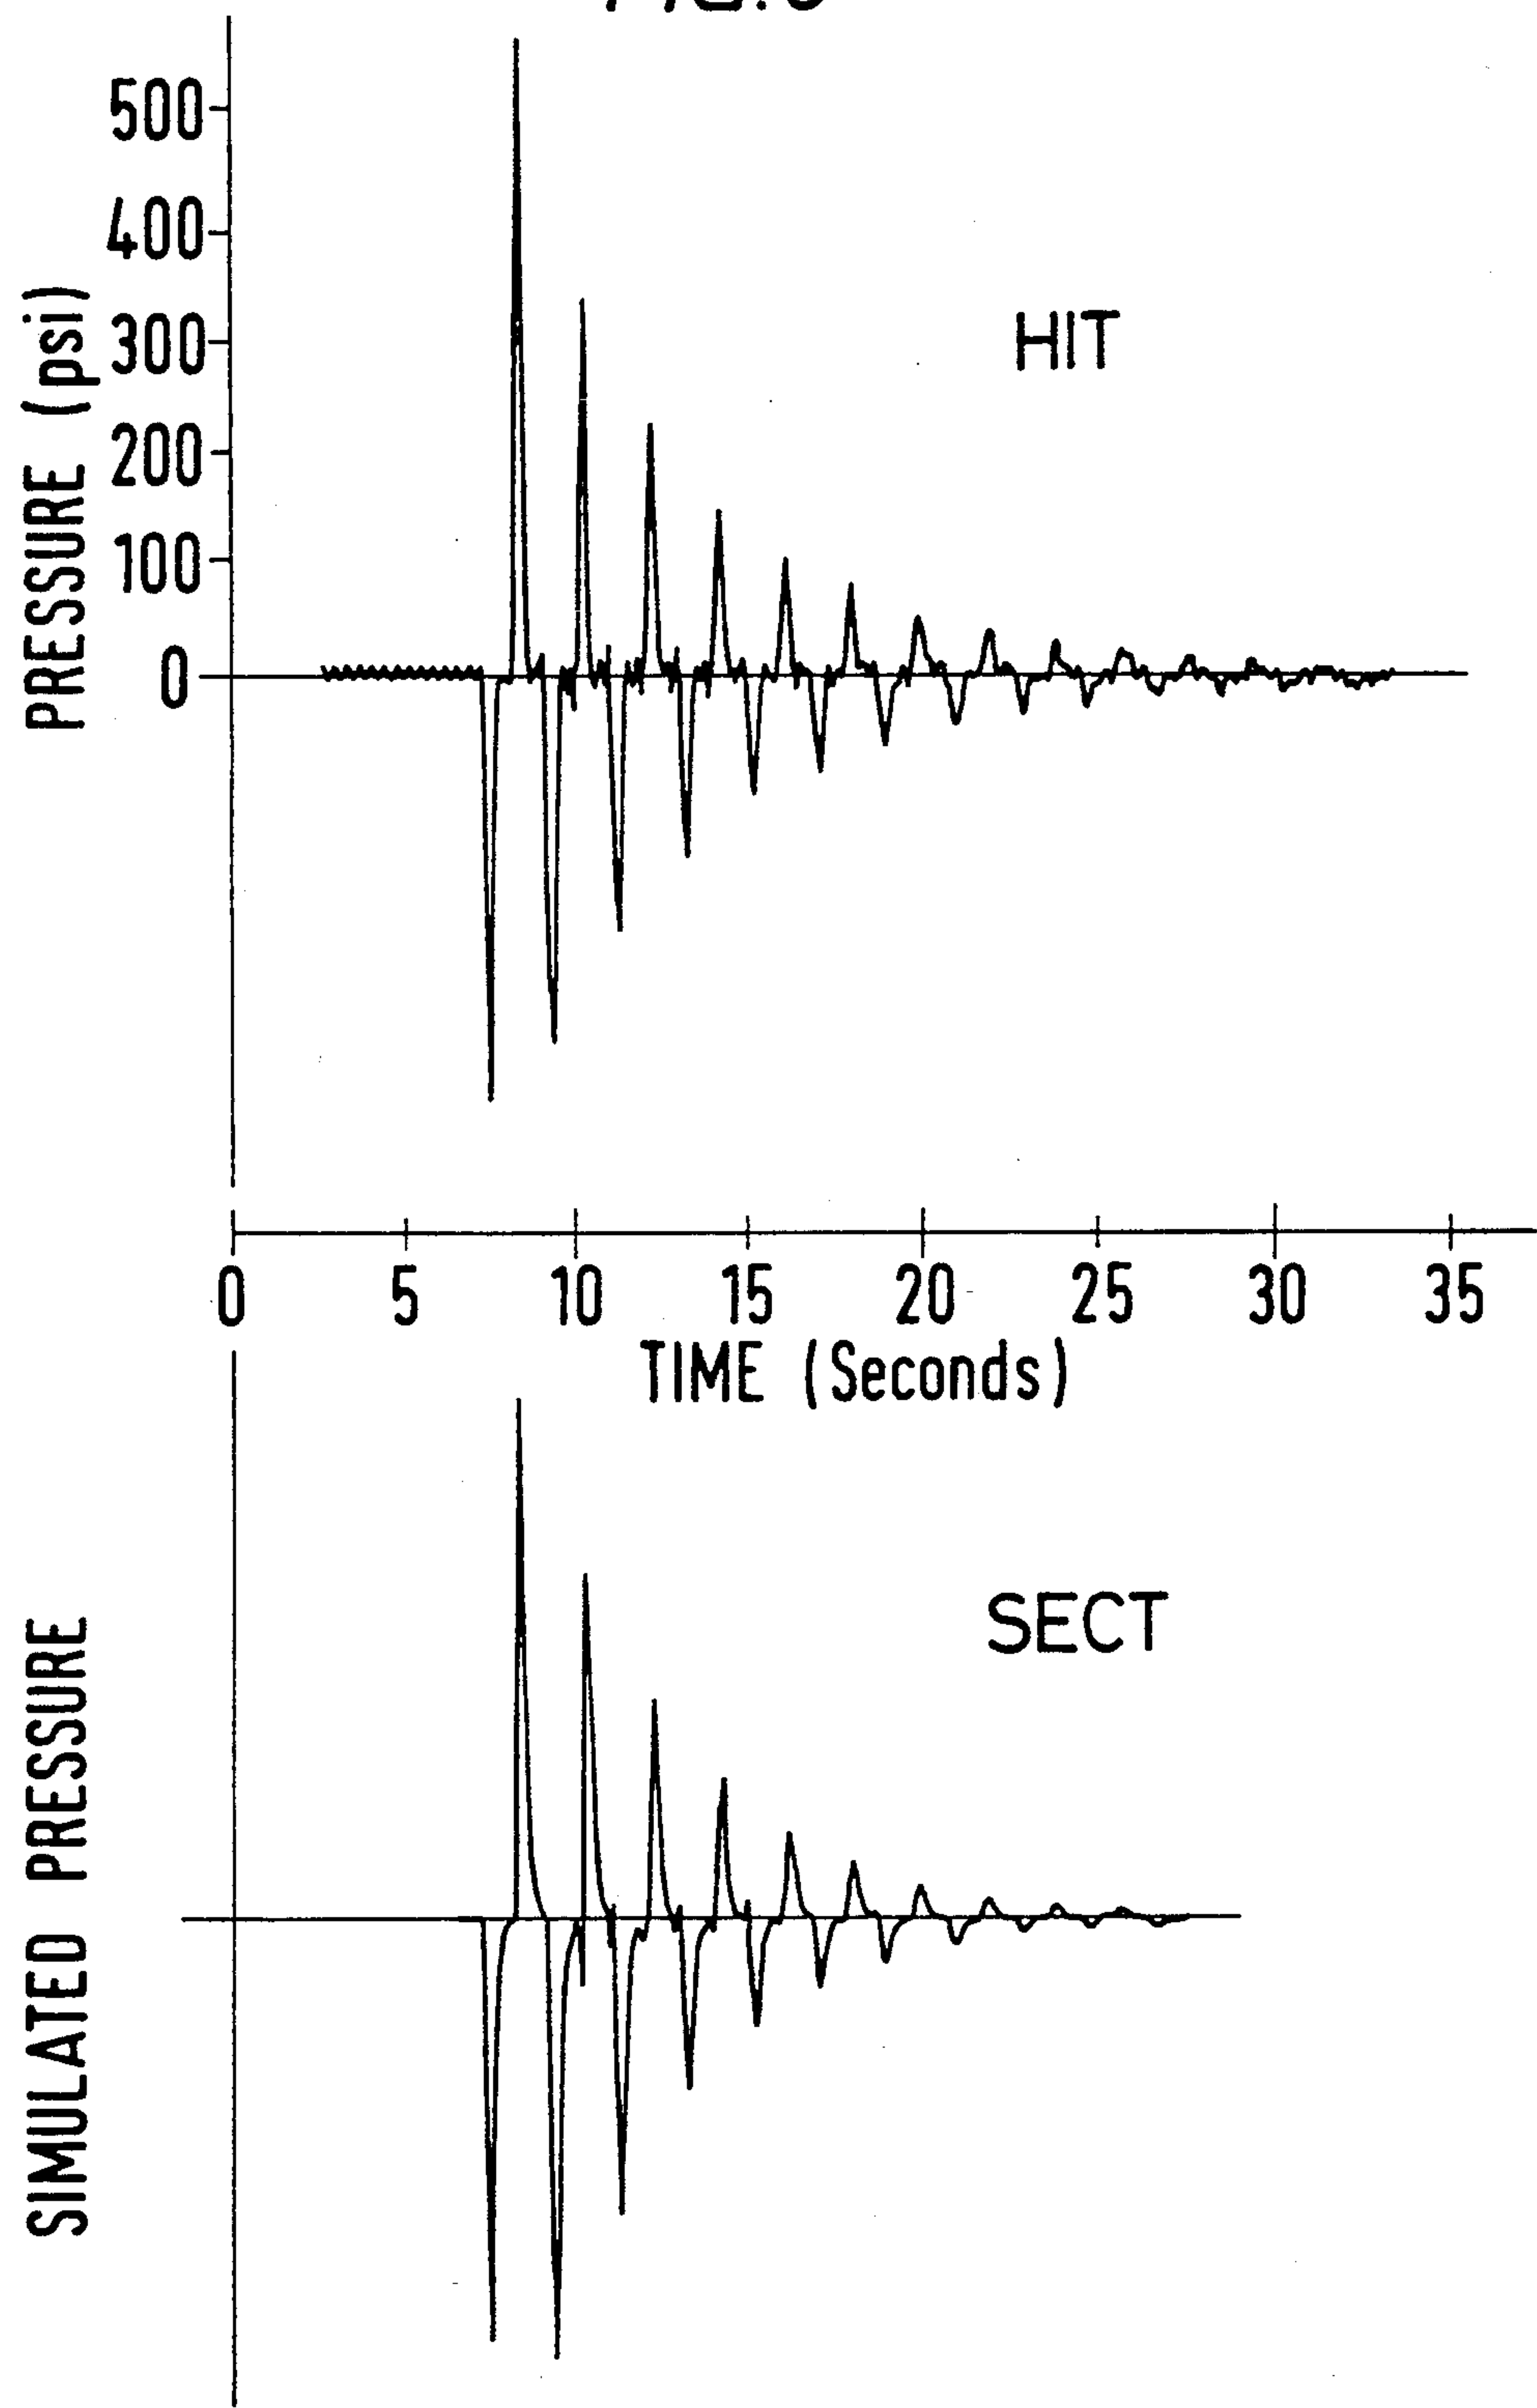 500
400
300
200
100
0
PRESSURE (psi)
HIT
0 5 10 15 20 25 30 35
TIME (Seconds)
SECT
SIMULATED PRESSURE